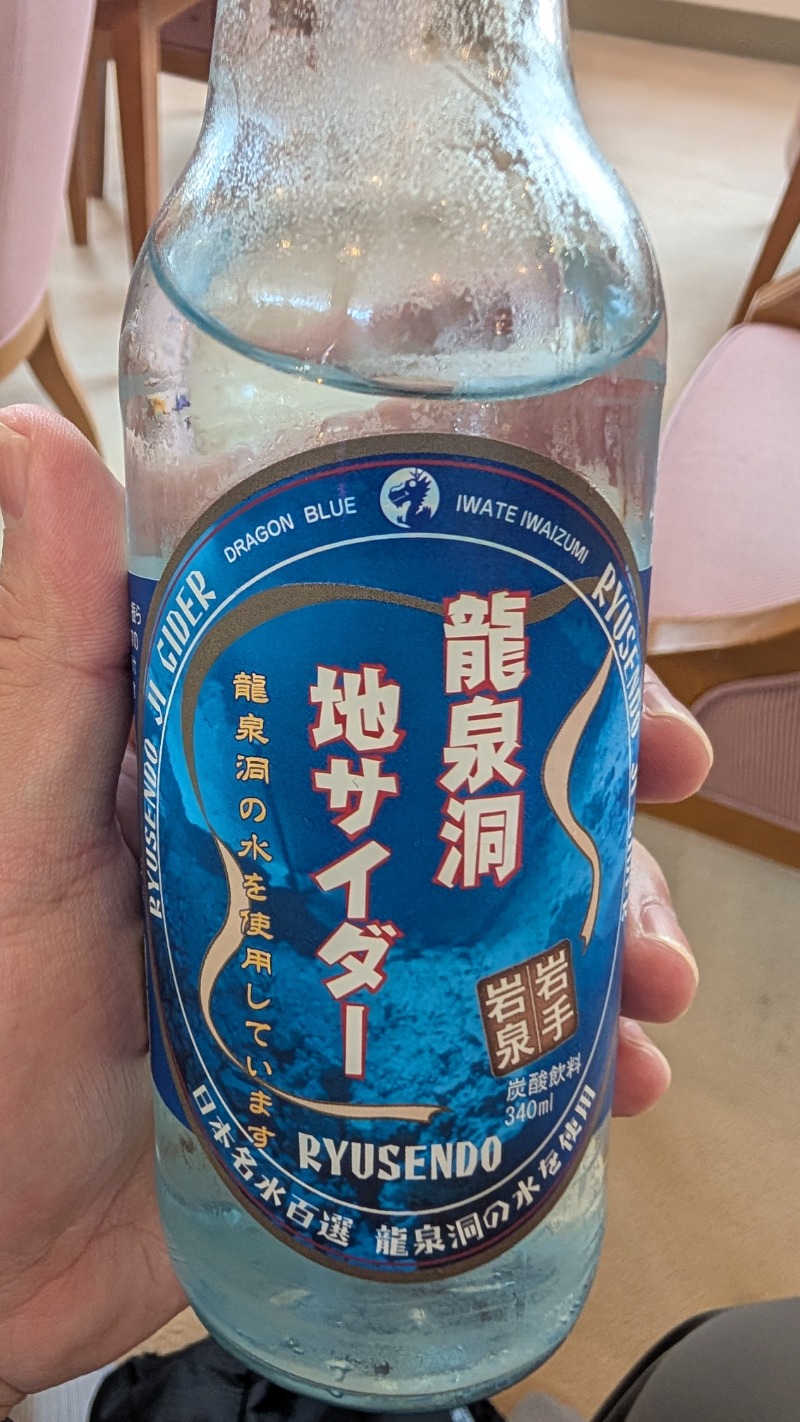 DRAGON BLUE
IWATE IWAIZUMI
RYUSENDO JI CIDER
RYUSENDO
龍泉洞
地サイダー
龍泉洞の水を使用しています
岩手
岩泉
炭酸飲料
340ml
RYUSENDO
日本名水百選 龍泉洞の水を使用